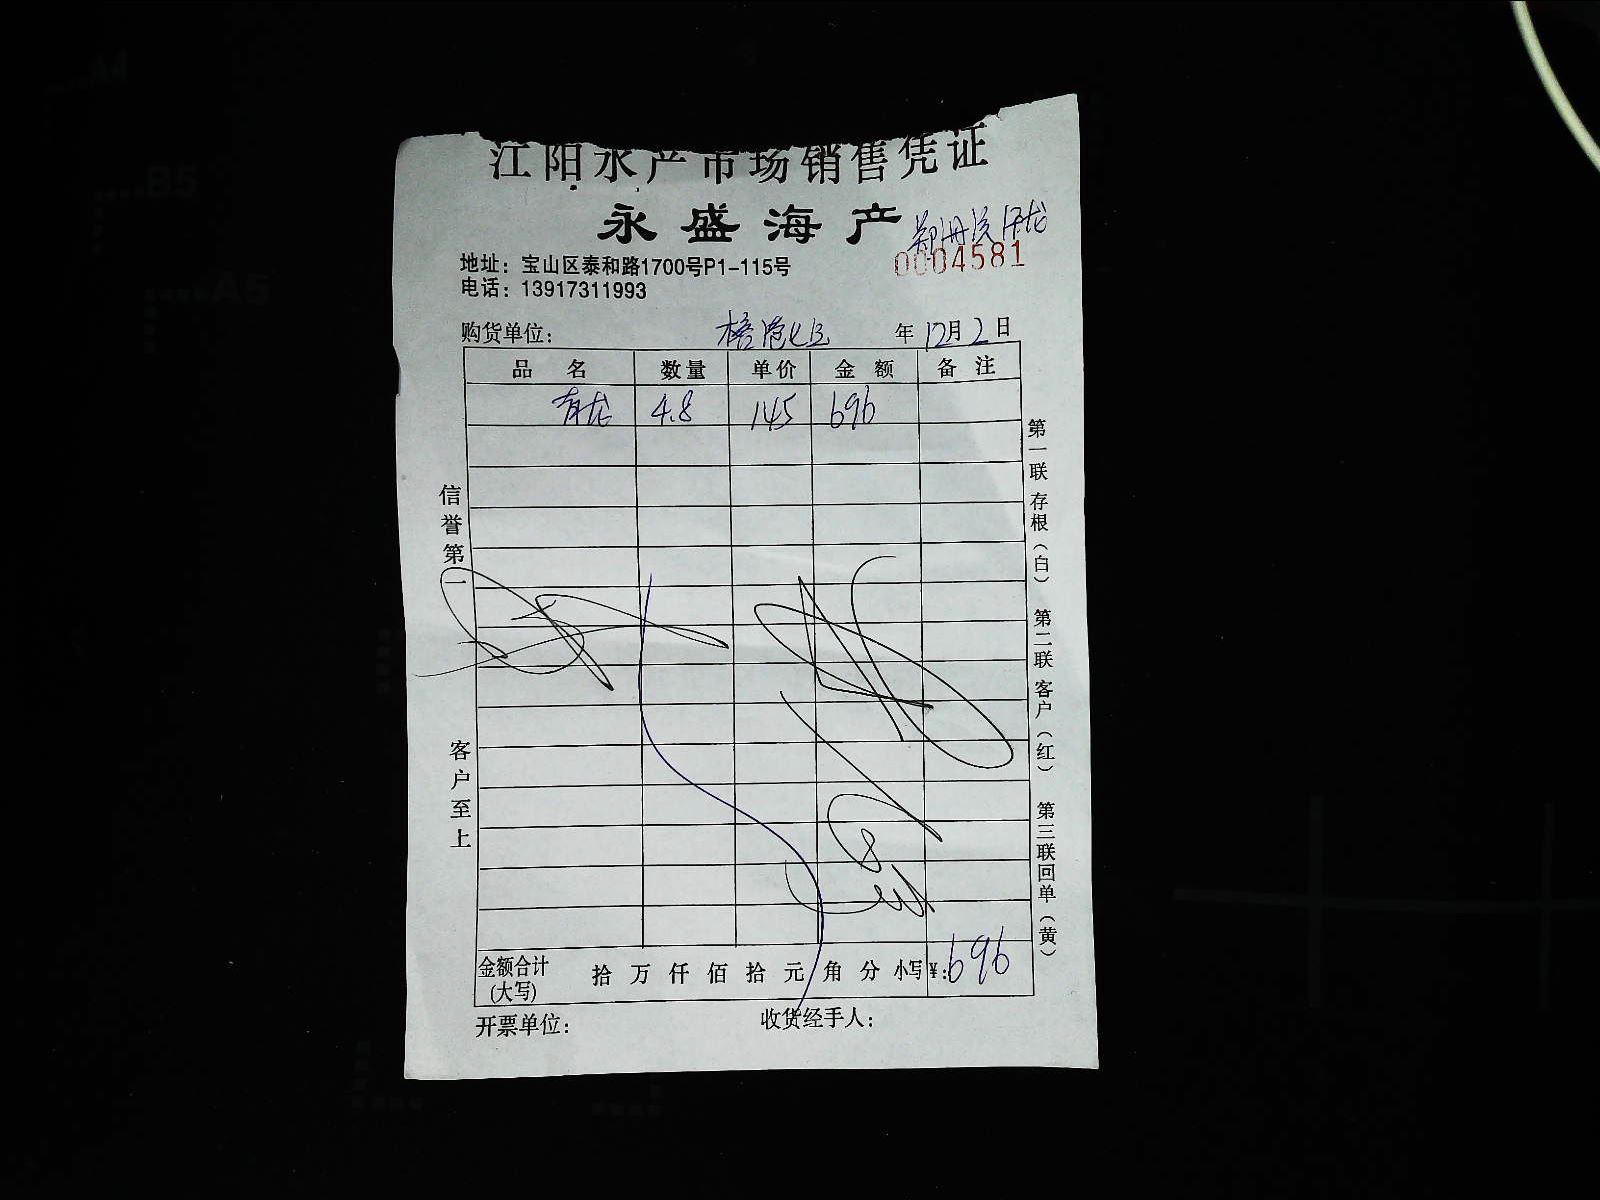 江阳水产市场销售凭证
永盛海产
0004581
地址：宝山区泰和路1700号P1-115号
电话：13917311993
购货单位： 年 12月2日
品名 数量 单价 金额 备注
青龙 4.8 145 696
信誉第一
客户至上
第一联 存根（白） 第二联 客户（红） 第三联 回单（黄）
金额合计(大写) 拾 万 仟 佰 拾 元 角 分 小写¥：696
开票单位： 收货经手人：
B5
A5
A4